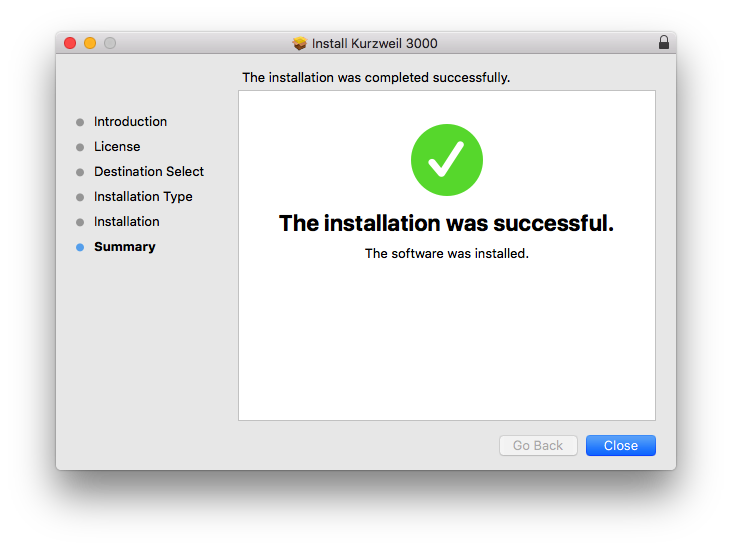 Install Kurzweil 3000
The installation was completed successfully.
Introduction
License
Destination Select
Installation Type
Installation
Summary
The installation was successful.
The software was installed.
Go Back
Close